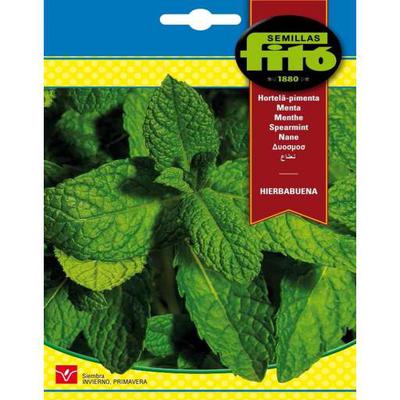 SEMILLAS
fitó
1880
Hortelã-pimenta
Menta
Menthe
Spearmint
Nane
Δυοσμοσ
نعناع
HIERBABUENA
Siembra
INVIERNO, PRIMAVERA